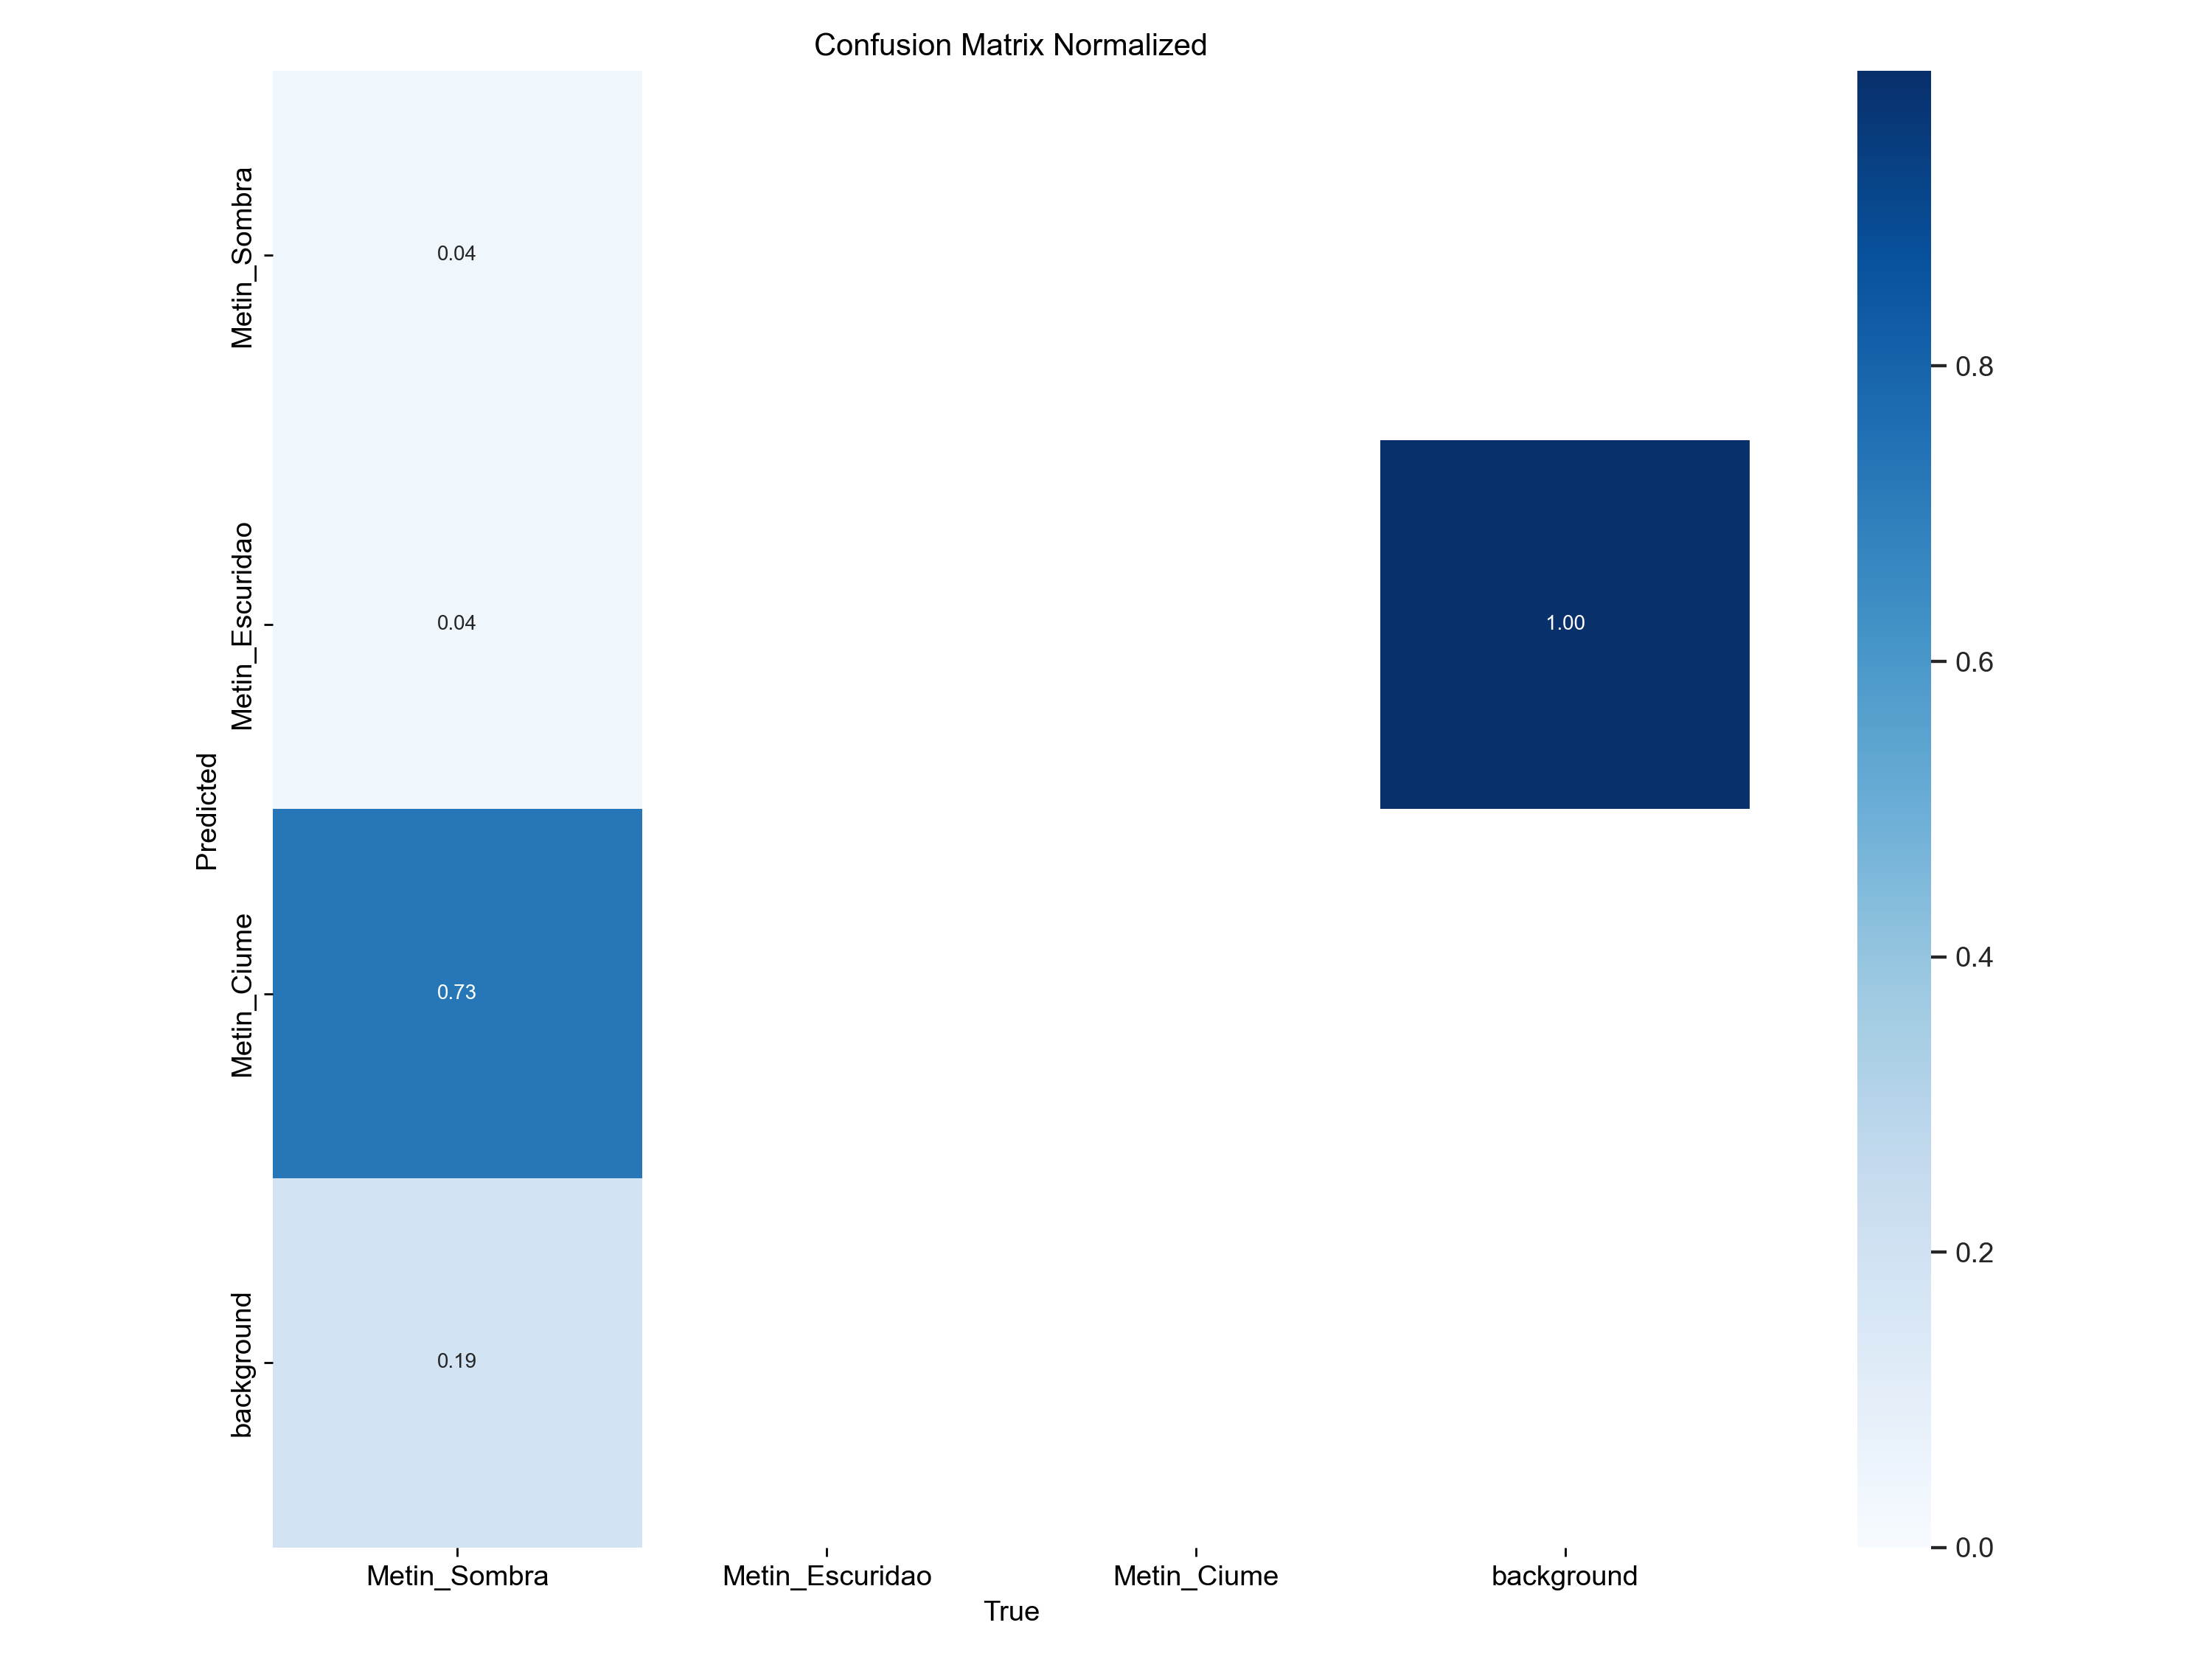 Confusion Matrix Normalized
Predicted
Metin_Sombra
Metin_Escuridao
Metin_Ciume
background
0.04
0.04
1.00
0.73
0.19
Metin_Sombra
Metin_Escuridao
Metin_Ciume
background
True
0.8
0.6
0.4
0.2
0.0